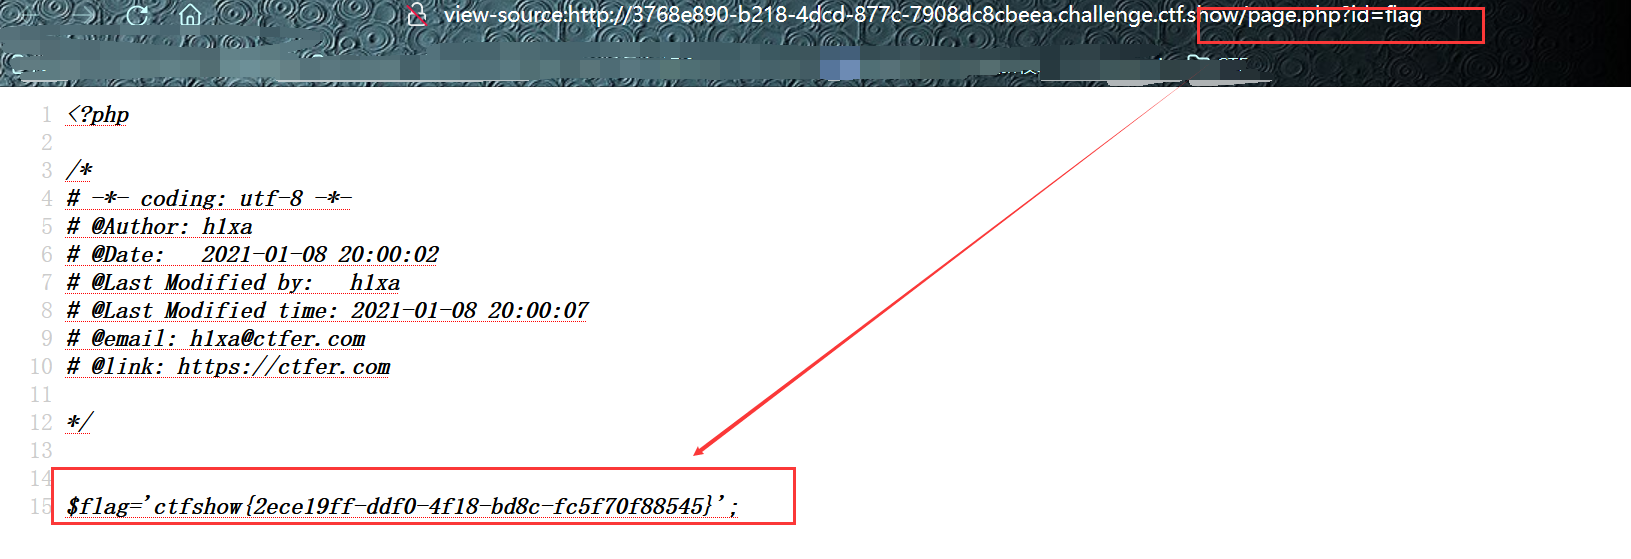 view-source:http://3768e890-b218-4dcd-877c-7908dc8cbeea.challenge.ctf.show/page.php?id=flag
1 <?php
2
3 /*
4 # -*- coding: utf-8 -*-
5 # @Author: h1xa
6 # @Date:   2021-01-08 20:00:02
7 # @Last Modified by:   h1xa
8 # @Last Modified time: 2021-01-08 20:00:07
9 # @email: h1xa@ctfer.com
10 # @link: https://ctfer.com
11
12 */
13
14
15 $flag='ctfshow{2ece19ff-ddf0-4f18-bd8c-fc5f70f88545}';